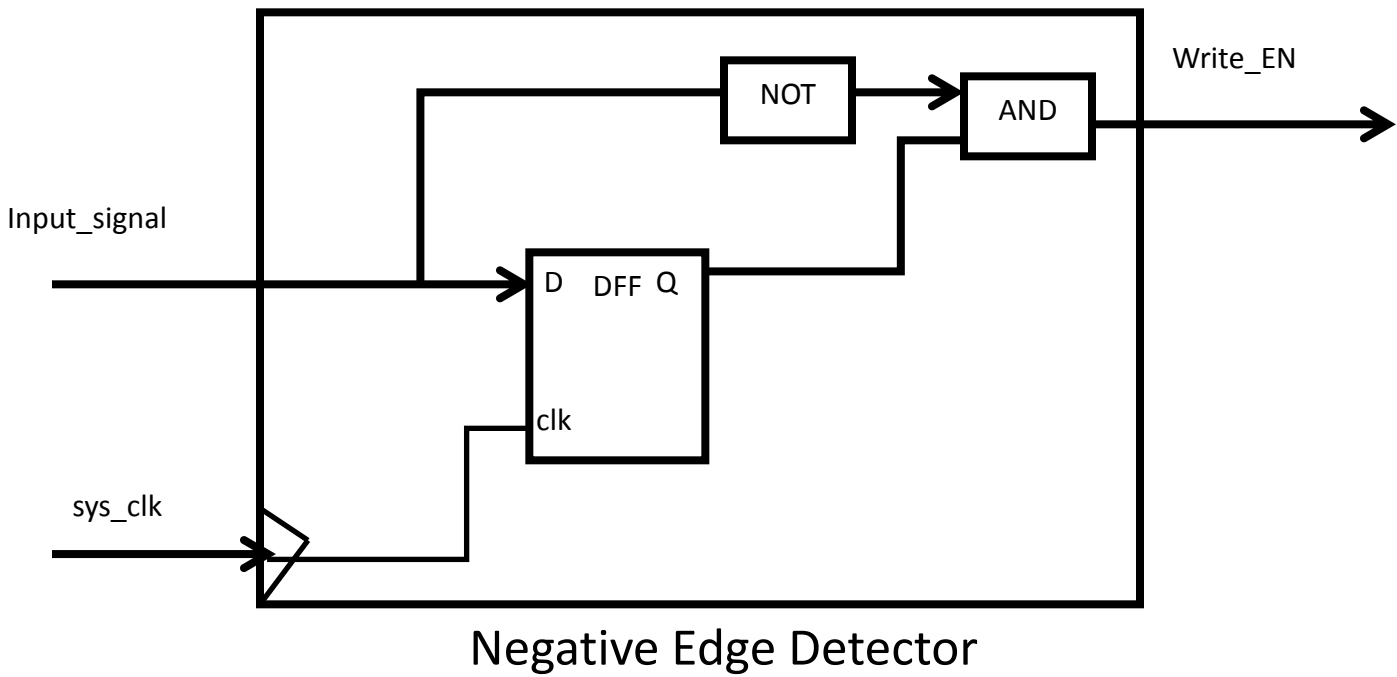 Write_EN
NOT
AND
Input_signal
D DFF Q
clk
sys_clk
Negative Edge Detector